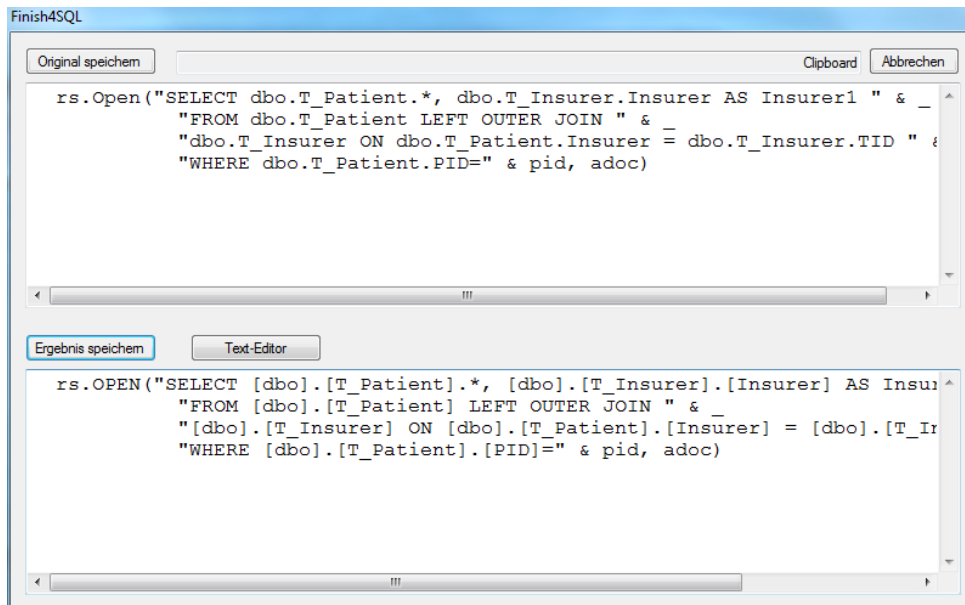 Finish4SQL
Original speichern Clipboard Abbrechen
rs.Open("SELECT dbo.T_Patient.*, dbo.T_Insurer.Insurer AS Insurer1 " & _
"FROM dbo.T_Patient LEFT OUTER JOIN " & _
"dbo.T_Insurer ON dbo.T_Patient.Insurer = dbo.T_Insurer.TID " &
"WHERE dbo.T_Patient.PID=" & pid, adoc)
Ergebnis speichern Text-Editor
rs.OPEN("SELECT [dbo].[T_Patient].*, [dbo].[T_Insurer].[Insurer] AS
"FROM [dbo].[T_Patient] LEFT OUTER JOIN " & _
"[dbo].[T_Insurer] ON [dbo].[T_Patient].[Insurer] = [dbo].
"WHERE [dbo].[T_Patient].[PID]=" & pid, adoc)